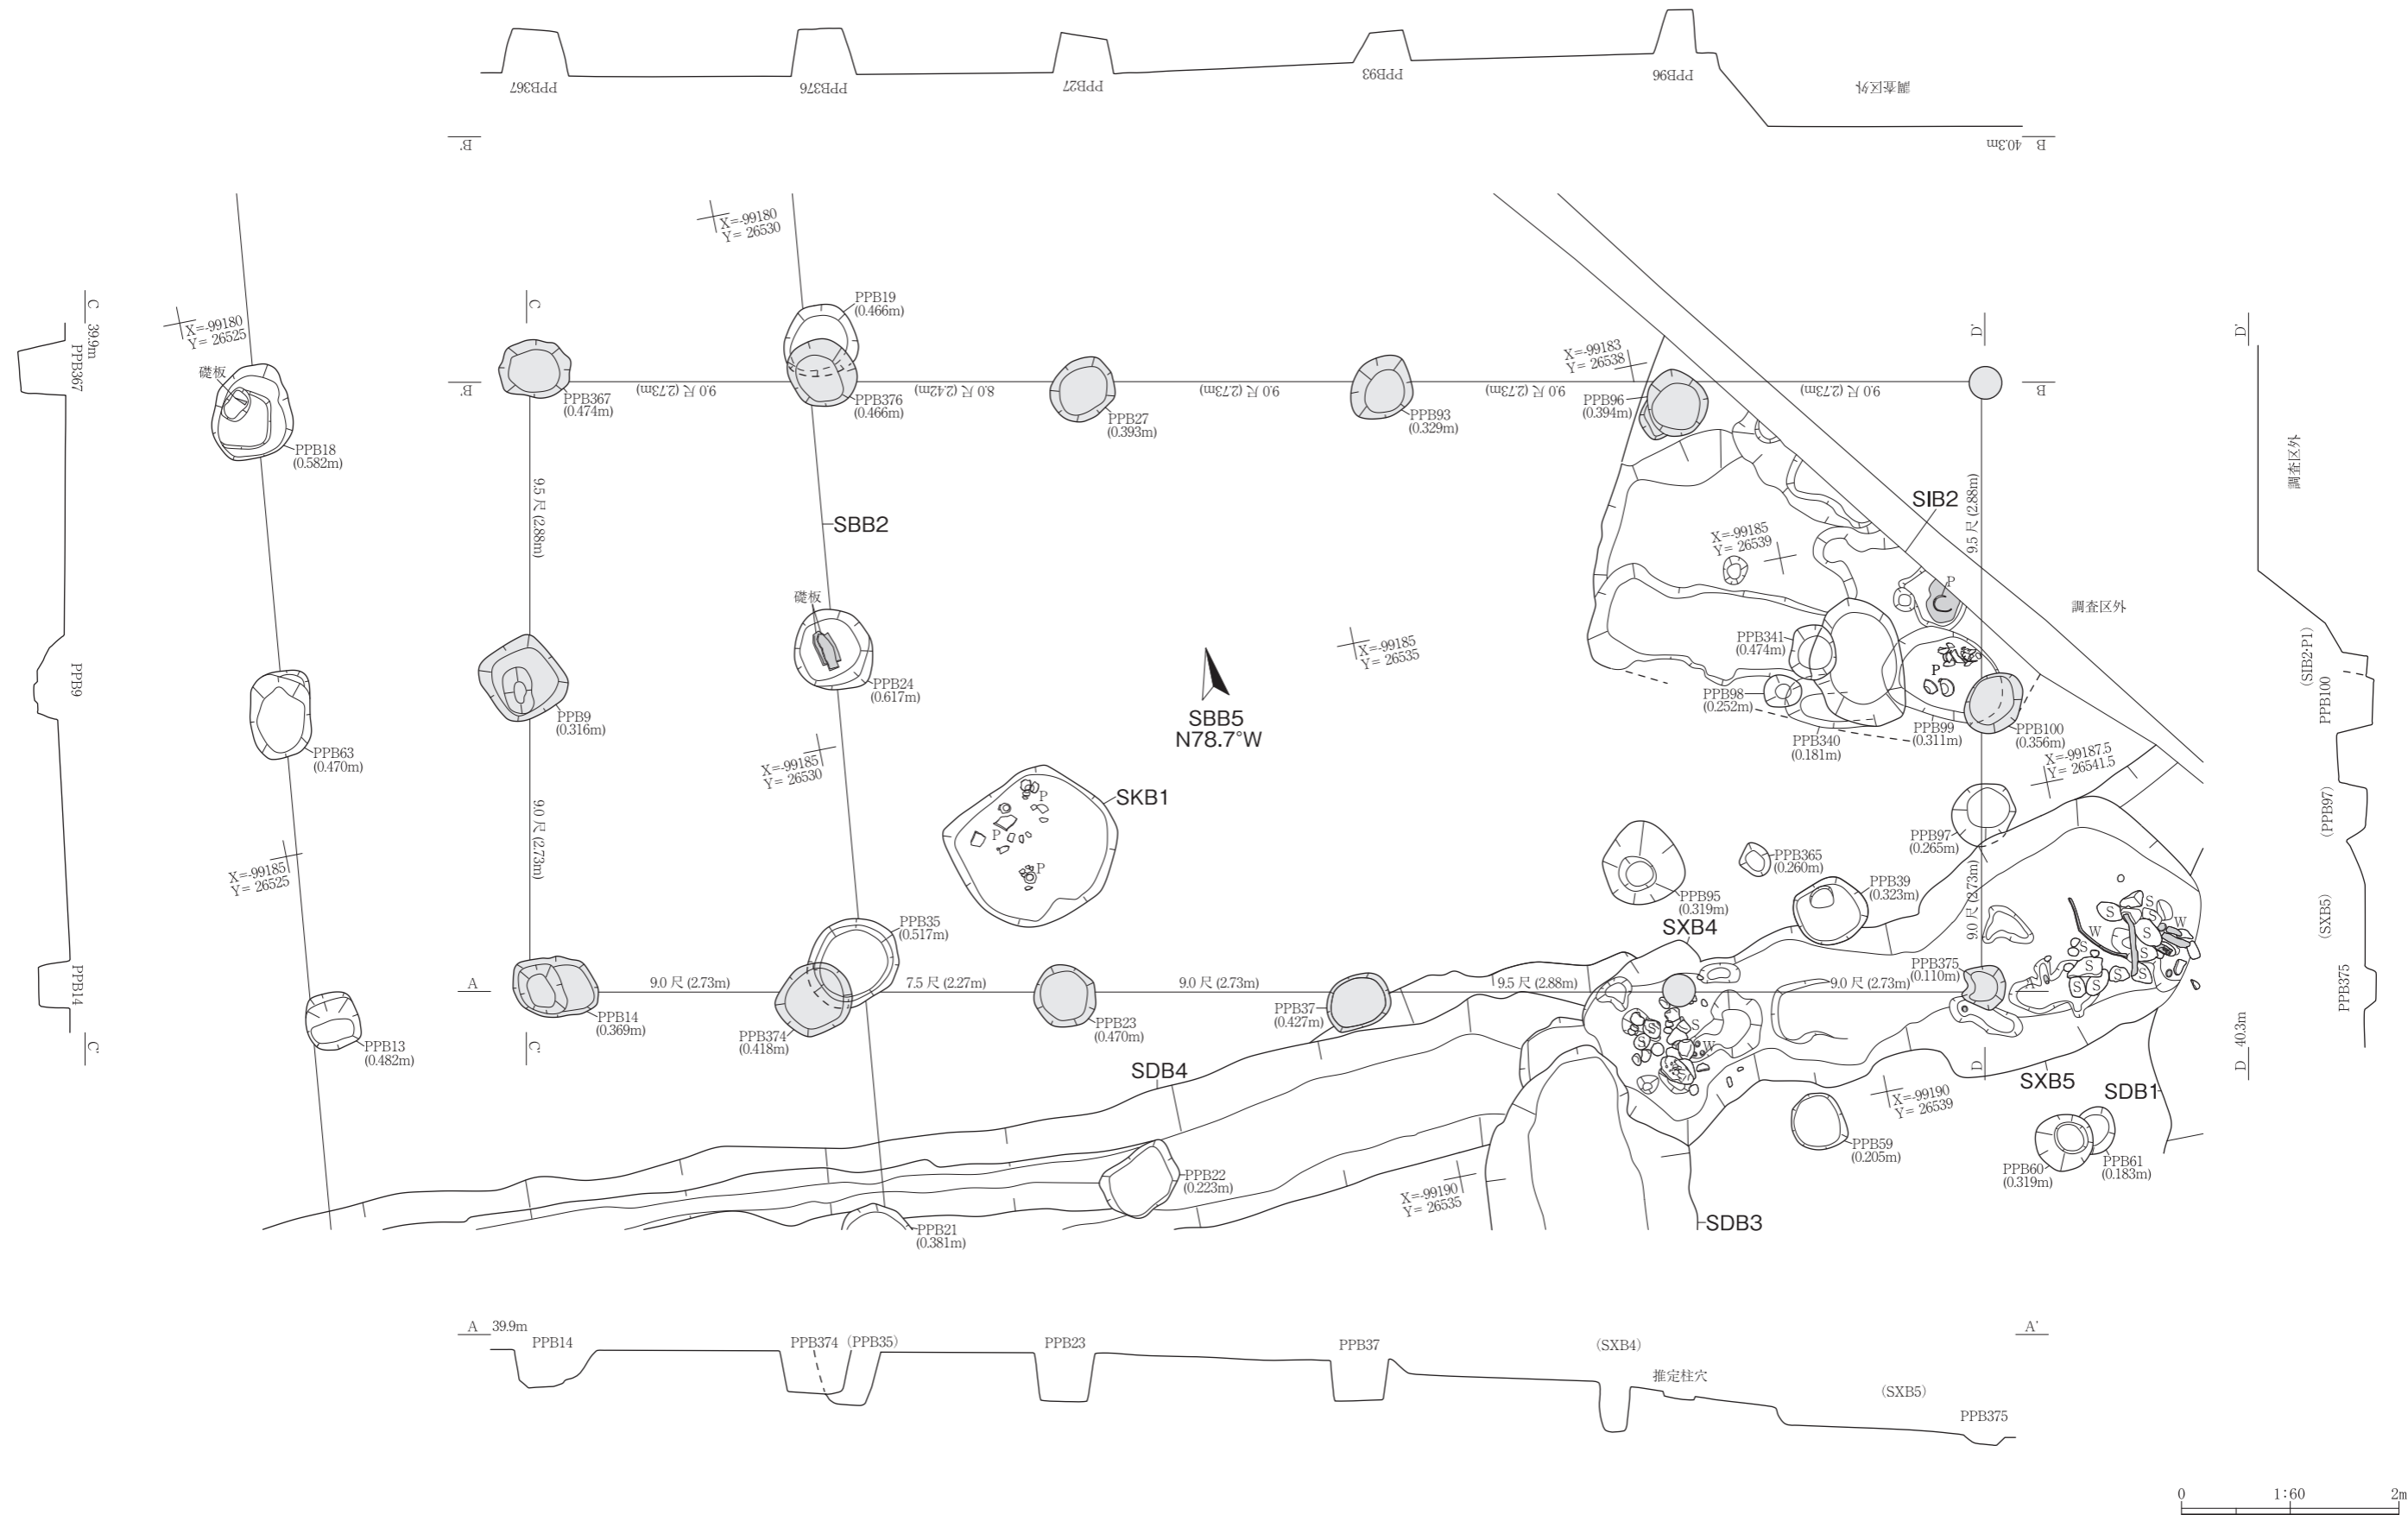 PPB367
PPB376
PPB27
PPB93
PPB96
調査区外
B'
40.3m B
X=-99180
Y= 26530
X=-99180
Y= 26525
礎板
PPB18
(0.582m)
C 39.9m
PPB367
PPB9
PPB14
C'
C
B'
PPB367
(0.474m)
9.0 尺 (2.73m)
PPB19
(0.466m)
PPB376
(0.466m)
8.0 尺 (2.42m)
PPB27
(0.393m)
9.0 尺 (2.73m)
PPB93
(0.329m)
9.0 尺 (2.73m)
X=-99183
Y= 26538
PPB96
(0.394m)
9.0 尺 (2.73m)
D'
B
D'
調査区外
9.5 尺 (2.88m)
SBB2
SIB2
9.5 尺 (2.88m)
X=-99185
Y= 26539
P
調査区外
礎板
PPB24
(0.617m)
PPB9
(0.316m)
PPB63
(0.470m)
SBB5
N78.7°W
X=-99185
Y= 26535
PPB341
(0.474m)
PPB98
(0.252m)
P
PPB340
(0.181m)
PPB99
(0.311m)
PPB100
(0.356m)
(SIB2-P1)
PPB100
(PPB97)
(SXB5)
PPB375
X=-99185
Y= 26530
X=-99187.5
Y= 26541.5
SKB1
P
P
P
9.0 尺 (2.73m)
X=-99185
Y= 26525
PPB97
(0.265m)
PPB365
(0.260m)
PPB95
(0.319m)
PPB39
(0.323m)
9.0 尺 (2.73m)
SXB4
PPB35
(0.517m)
A
9.0 尺 (2.73m)
7.5 尺 (2.27m)
9.0 尺 (2.73m)
9.5 尺 (2.88m)
9.0 尺 (2.73m)
PPB375
(0.110m)
A'
S
S
S
S
W
W
S
S
S
S
S
S
S
PPB14
(0.369m)
PPB374
(0.418m)
PPB23
(0.470m)
PPB37
(0.427m)
S
S
S
W
PPB13
(0.482m)
C'
SDB4
D
D 40.3m
SXB5
SDB1
X=-99190
Y= 26539
PPB59
(0.205m)
PPB60
(0.319m)
PPB61
(0.183m)
PPB22
(0.223m)
X=-99190
Y= 26535
PPB21
(0.381m)
SDB3
A 39.9m
PPB14
PPB374
(PPB35)
PPB23
PPB37
(SXB4)
推定柱穴
(SXB5)
PPB375
A'
0 1:60 2m